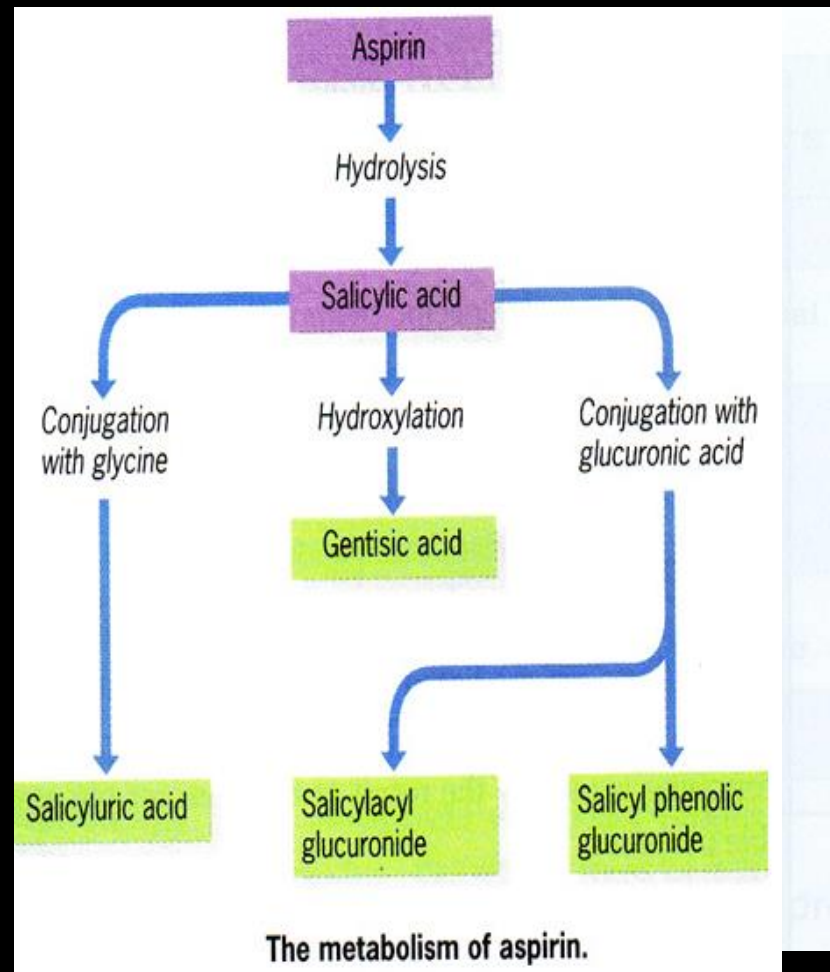 Aspirin
Hydrolysis
Salicylic acid
Conjugation
with glycine
Hydroxylation
Conjugation with
glucuronic acid
Gentisic acid
Salicyluric acid
Salicylacyl
glucuronide
Salicyl phenolic
glucuronide
The metabolism of aspirin.